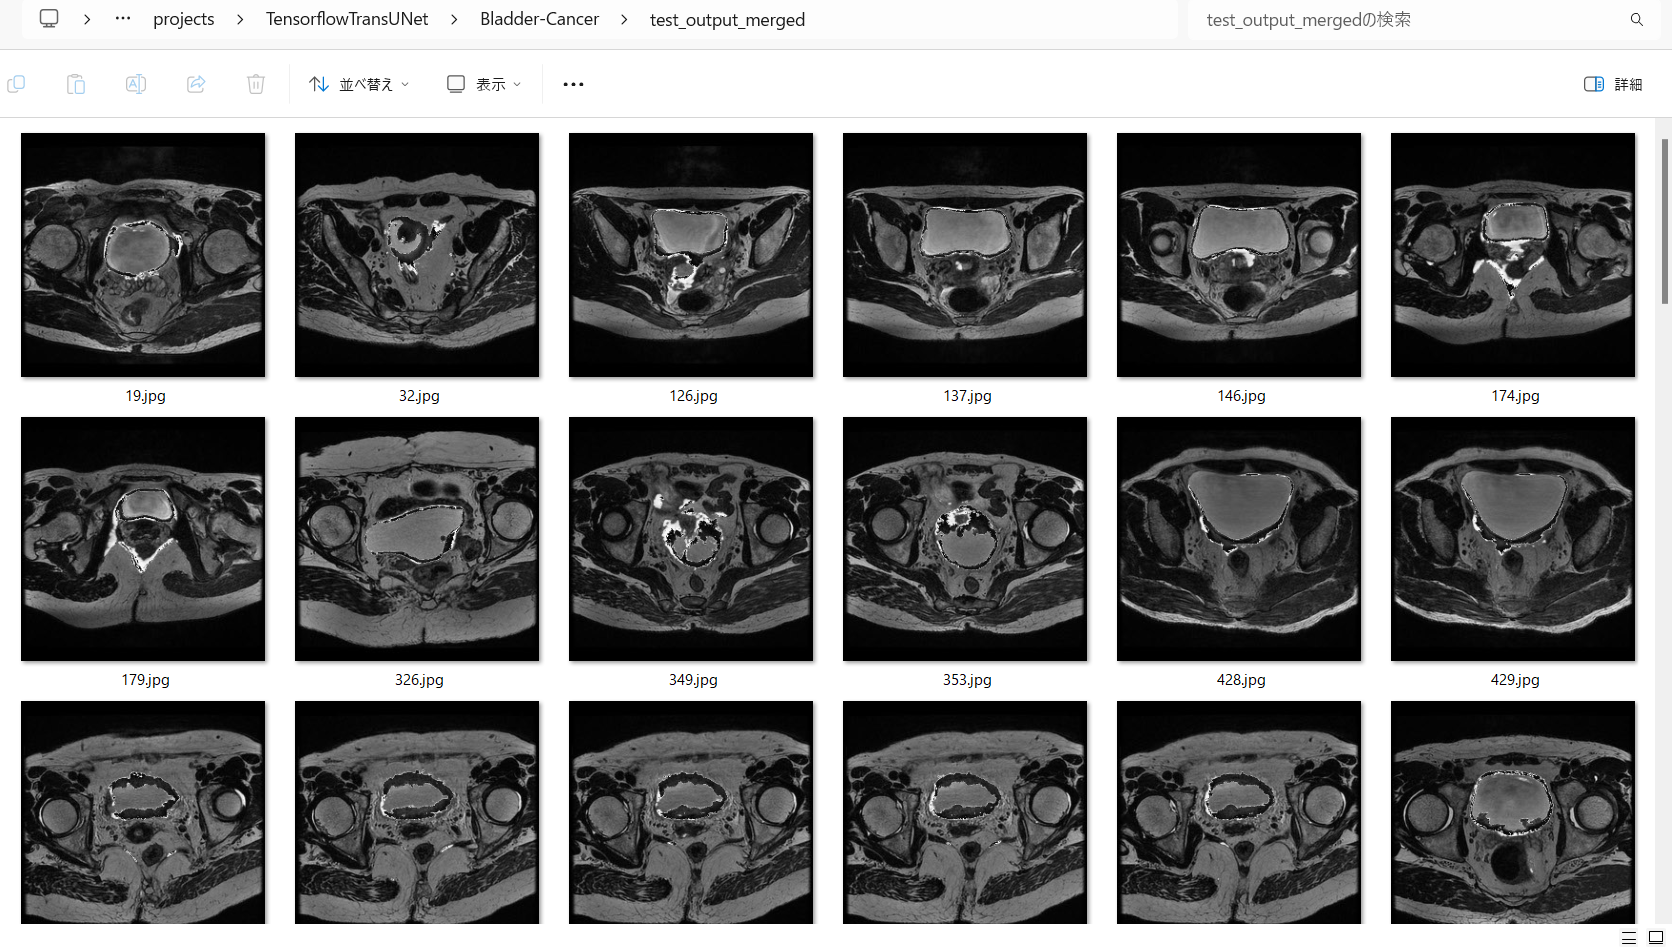 projects > TensorflowTransUNet > Bladder-Cancer > test_output_merged
test_output_mergedの検索
並べ替え
表示
詳細
19.jpg
32.jpg
126.jpg
137.jpg
146.jpg
174.jpg
179.jpg
326.jpg
349.jpg
353.jpg
428.jpg
429.jpg